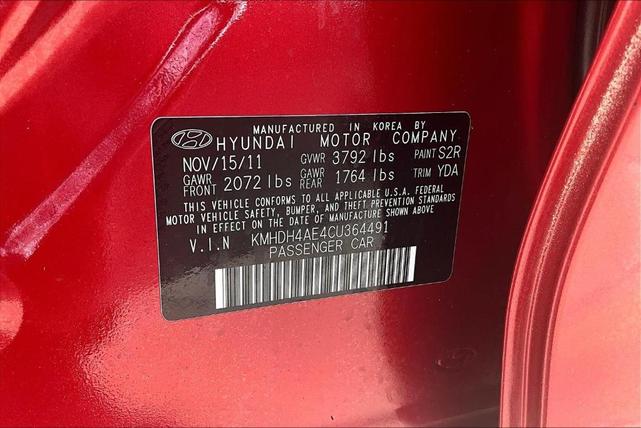 MANUFACTURED IN KOREA BY
HYUNDAI MOTOR COMPANY
NOV/15/11 GVWR 3792 lbs PAINT S2R
GAWR FRONT 2072 lbs GAWR REAR 1764 lbs TRIM YDA
THIS VEHICLE CONFORMS TO ALL APPLICABLE U.S.A. FEDERAL
MOTOR VEHICLE SAFETY, BUMPER, AND THEFT PREVENTION STANDARDS
IN EFFECT ON THE DATE OF MANUFACTURE SHOWN ABOVE.
V.I.N KMHDH4AE4CU364491
PASSENGER CAR